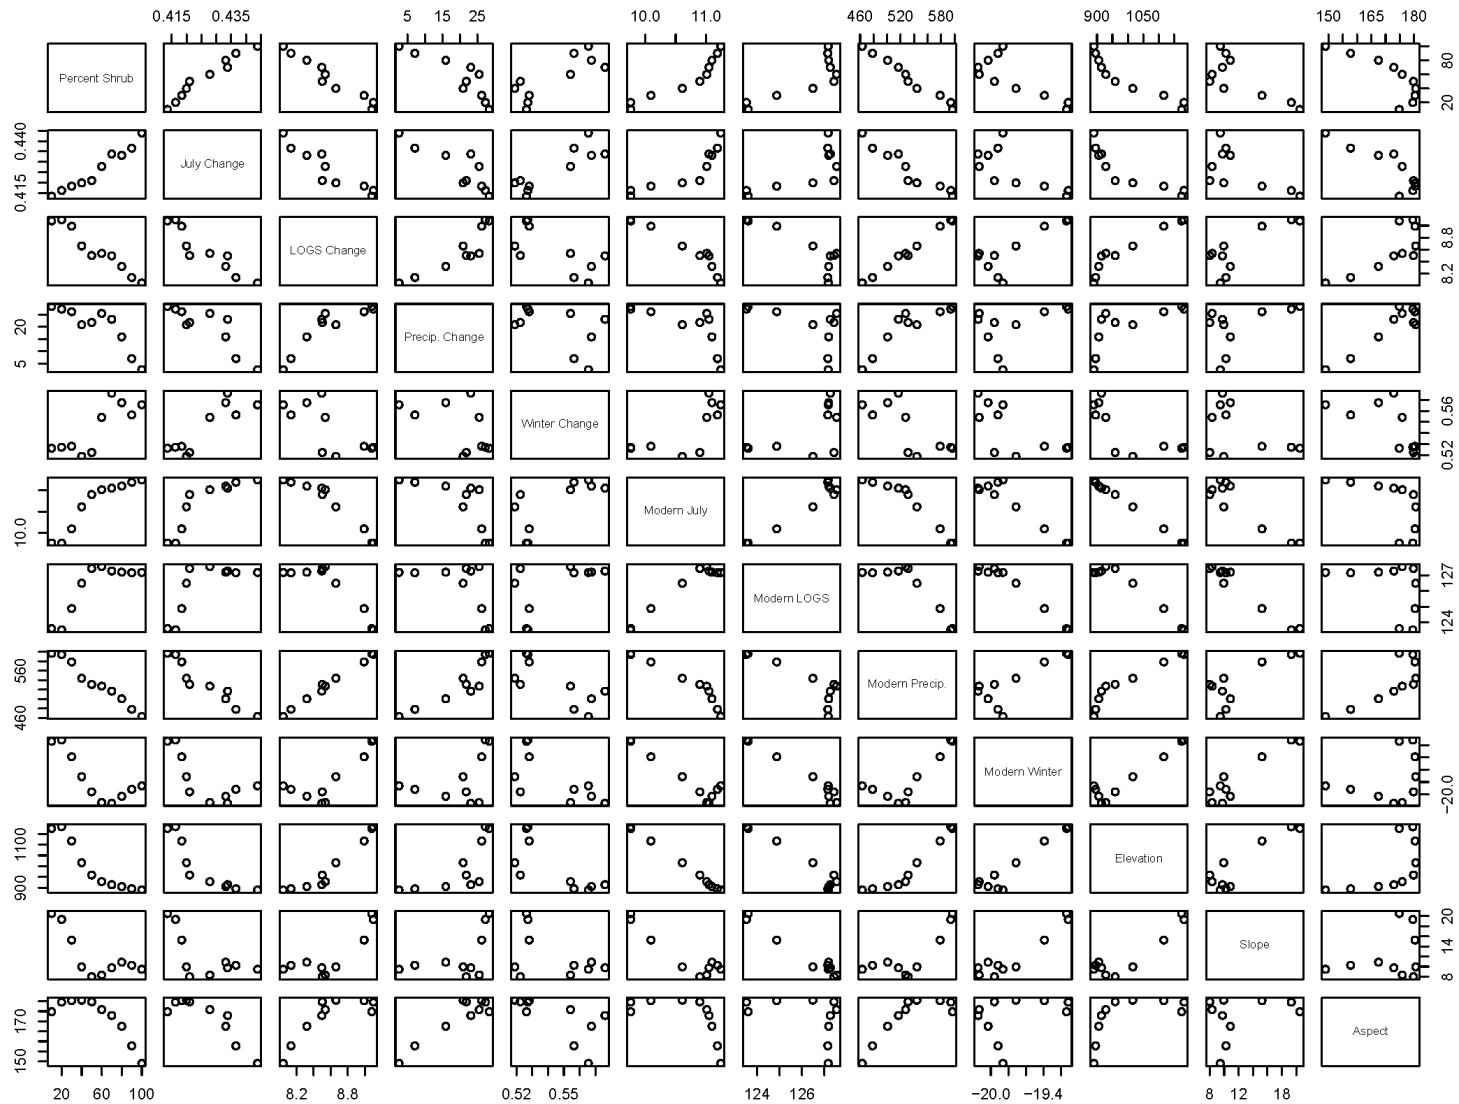 0.415 0.435 5 15 25 10.0 11.0 460 520 580 900 1050 150 165 180
Percent Shrub 20 80
0.415 0.440 July Change
LOGS Change 8.2 8.8
5 20 Precip. Change
Winter Change 0.52 0.56
10.0 Modern July
Modern LOGS 124 127
460 560 Modern Precip.
Modern Winter −20.0
900 1100 Elevation
Slope 8 14 20
150 170 Aspect
20 60 100 8.2 8.8 0.52 0.55 124 126 −20.0 −19.4 8 12 18